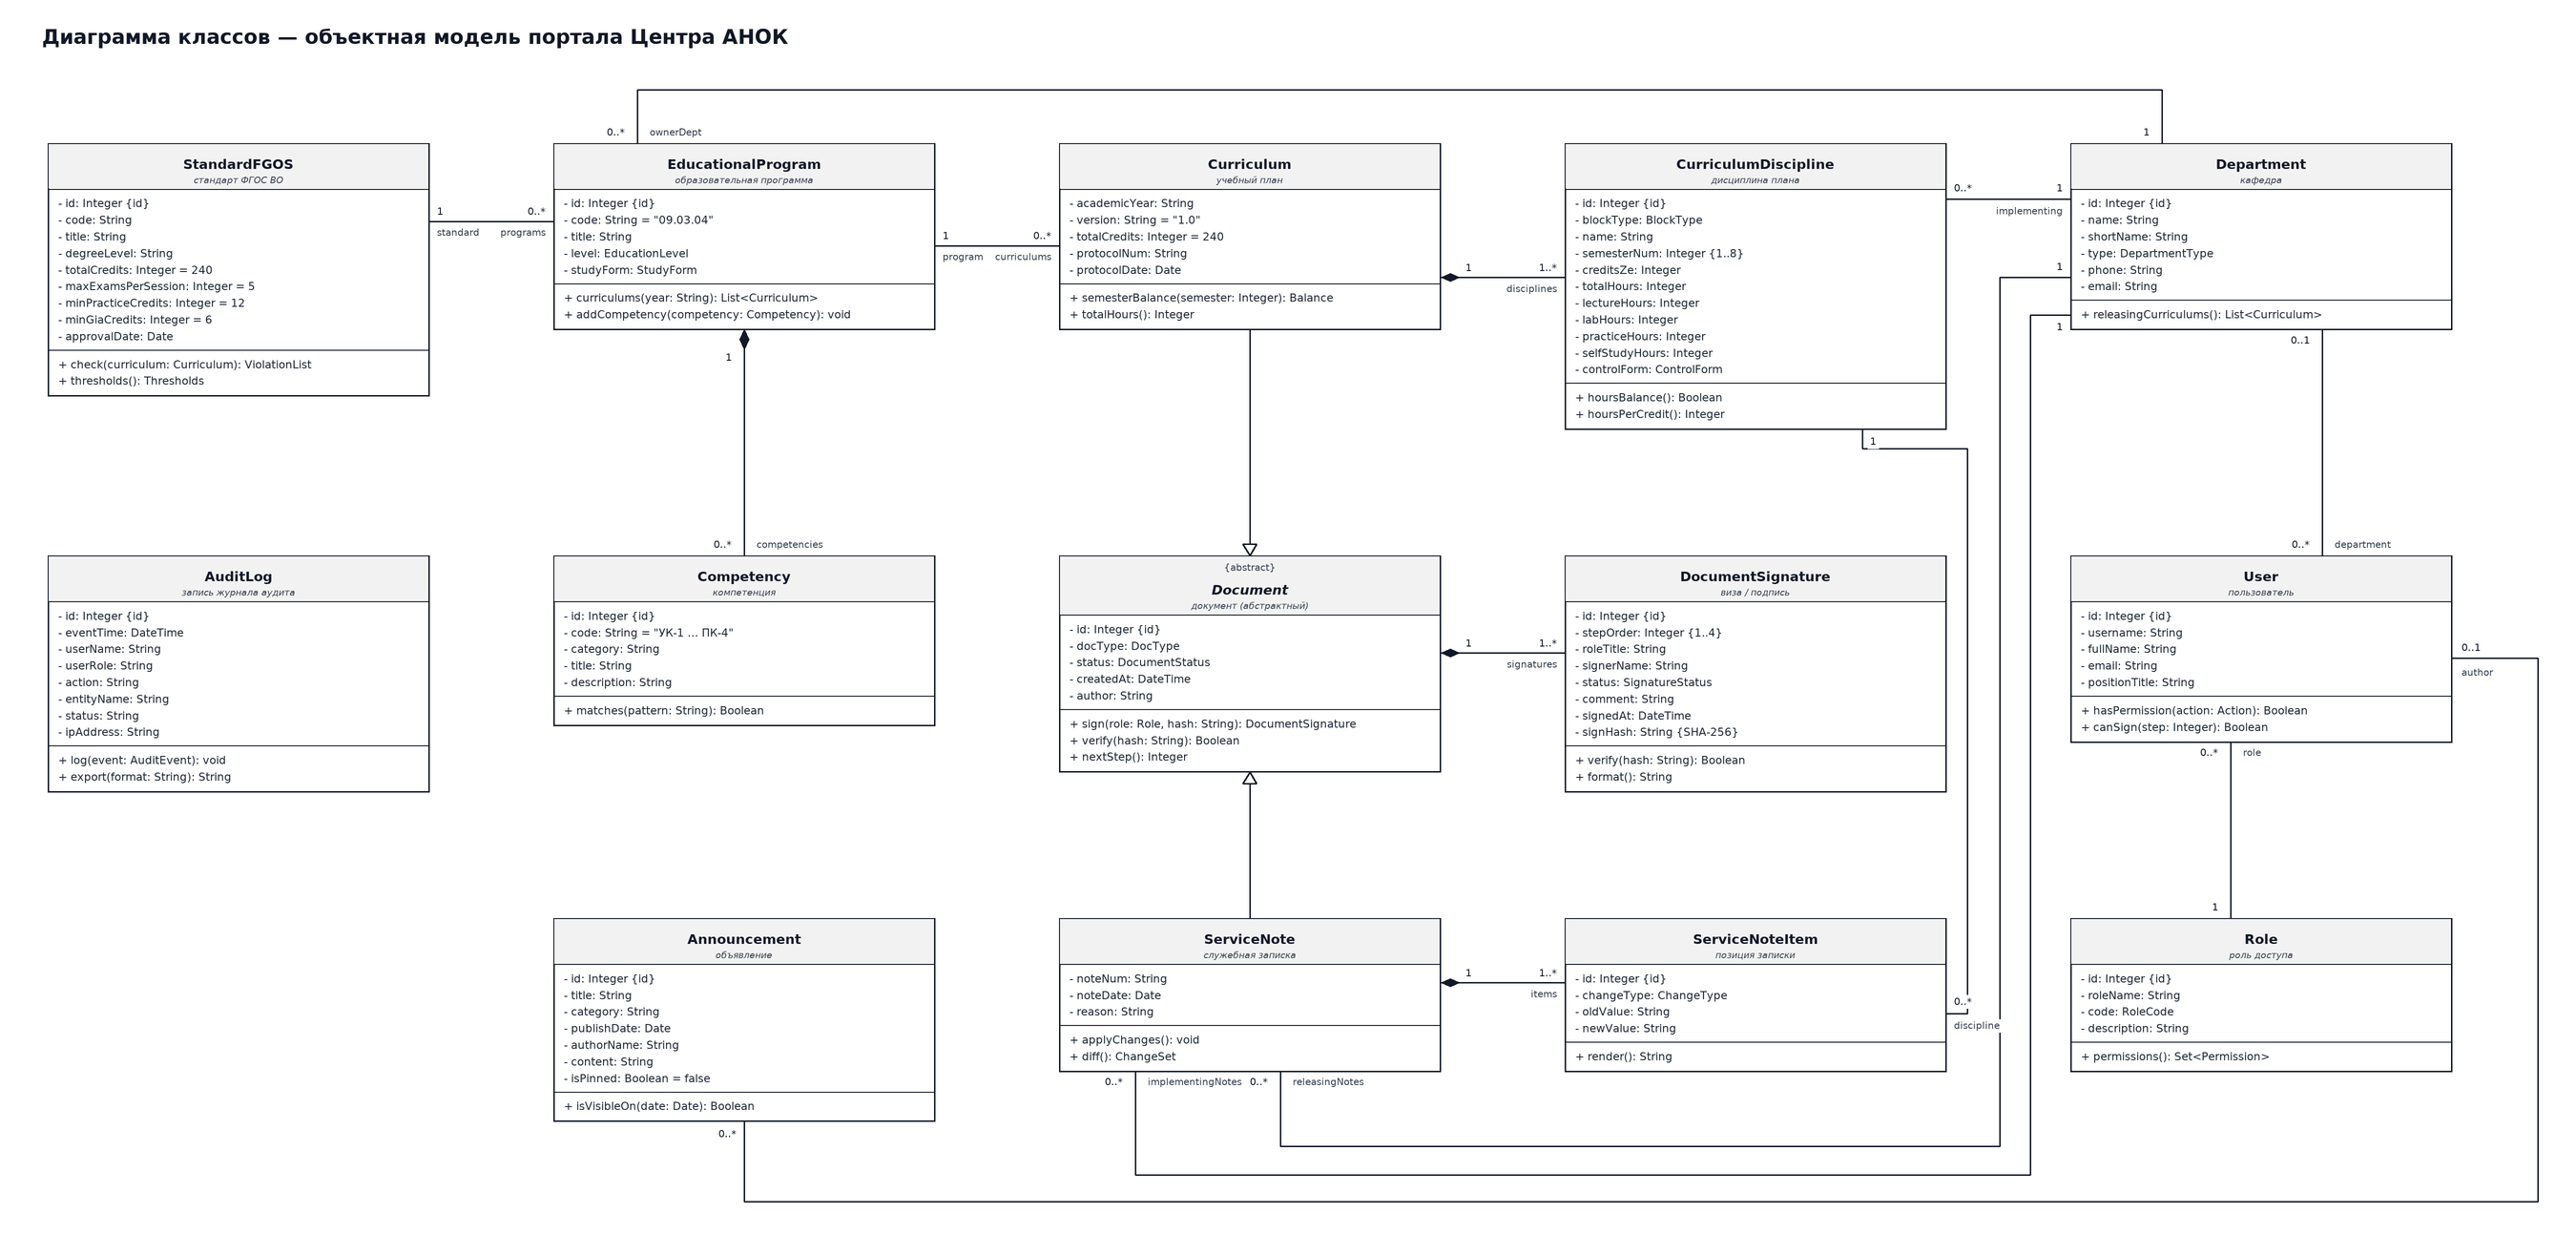 Диаграмма классов — объектная модель портала Центра АНОК
0..*
ownerDept
1
StandardFGOS
стандарт ФГОС ВО
- id: Integer {id}
- code: String
- title: String
- degreeLevel: String
- totalCredits: Integer = 240
- maxExamsPerSession: Integer = 5
- minPracticeCredits: Integer = 12
- minGiaCredits: Integer = 6
- approvalDate: Date
+ check(curriculum: Curriculum): ViolationList
+ thresholds(): Thresholds
1
0..*
standard
programs
EducationalProgram
образовательная программа
- id: Integer {id}
- code: String = "09.03.04"
- title: String
- level: EducationLevel
- studyForm: StudyForm
+ curriculums(year: String): List<Curriculum>
+ addCompetency(competency: Competency): void
1
0..*
program
curriculums
1
0..*
competencies
Curriculum
учебный план
- academicYear: String
- version: String = "1.0"
- totalCredits: Integer = 240
- protocolNum: String
- protocolDate: Date
+ semesterBalance(semester: Integer): Balance
+ totalHours(): Integer
1
1..*
disciplines
CurriculumDiscipline
дисциплина плана
- id: Integer {id}
- blockType: BlockType
- name: String
- semesterNum: Integer {1..8}
- creditsZe: Integer
- totalHours: Integer
- lectureHours: Integer
- labHours: Integer
- practiceHours: Integer
- selfStudyHours: Integer
- controlForm: ControlForm
+ hoursBalance(): Boolean
+ hoursPerCredit(): Integer
1
0..*
1
implementing
1
1
Department
кафедра
- id: Integer {id}
- name: String
- shortName: String
- type: DepartmentType
- phone: String
- email: String
+ releasingCurriculums(): List<Curriculum>
0..1
0..*
department
AuditLog
запись журнала аудита
- id: Integer {id}
- eventTime: DateTime
- userName: String
- userRole: String
- action: String
- entityName: String
- status: String
- ipAddress: String
+ log(event: AuditEvent): void
+ export(format: String): String
Competency
компетенция
- id: Integer {id}
- code: String = "УК-1 … ПК-4"
- category: String
- title: String
- description: String
+ matches(pattern: String): Boolean
{abstract}
Document
документ (абстрактный)
- id: Integer {id}
- docType: DocType
- status: DocumentStatus
- createdAt: DateTime
- author: String
+ sign(role: Role, hash: String): DocumentSignature
+ verify(hash: String): Boolean
+ nextStep(): Integer
1
1..*
signatures
DocumentSignature
виза / подпись
- id: Integer {id}
- stepOrder: Integer {1..4}
- roleTitle: String
- signerName: String
- status: SignatureStatus
- comment: String
- signedAt: DateTime
- signHash: String {SHA-256}
+ verify(hash: String): Boolean
+ format(): String
User
пользователь
- id: Integer {id}
- username: String
- fullName: String
- email: String
- positionTitle: String
+ hasPermission(action: Action): Boolean
+ canSign(step: Integer): Boolean
0..1
author
0..*
role
1
Announcement
объявление
- id: Integer {id}
- title: String
- category: String
- publishDate: Date
- authorName: String
- content: String
- isPinned: Boolean = false
+ isVisibleOn(date: Date): Boolean
0..*
ServiceNote
служебная записка
- noteNum: String
- noteDate: Date
- reason: String
+ applyChanges(): void
+ diff(): ChangeSet
0..*
implementingNotes
0..*
releasingNotes
1
1..*
items
ServiceNoteItem
позиция записки
- id: Integer {id}
- changeType: ChangeType
- oldValue: String
- newValue: String
+ render(): String
0..*
discipline
Role
роль доступа
- id: Integer {id}
- roleName: String
- code: RoleCode
- description: String
+ permissions(): Set<Permission>